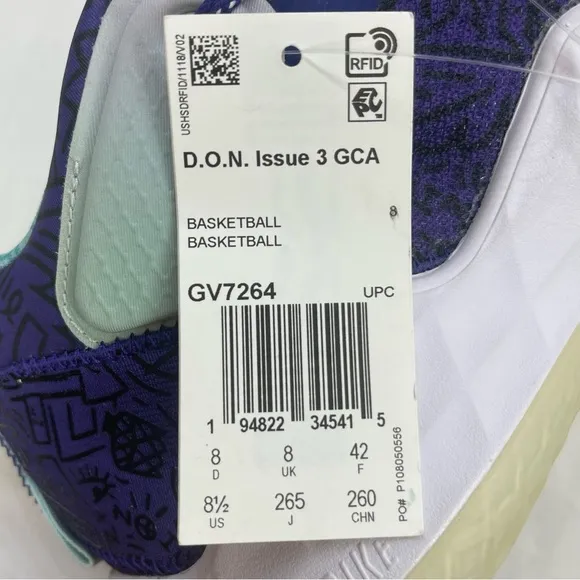 USHSDRFID/1118/V02
RFID
D.O.N. Issue 3 GCA
8
BASKETBALL
BASKETBALL
GV7264
UPC
1 94822 34541 5
8 8 42
D UK F
8½ 265 260
US J CHN
PO# P108050556